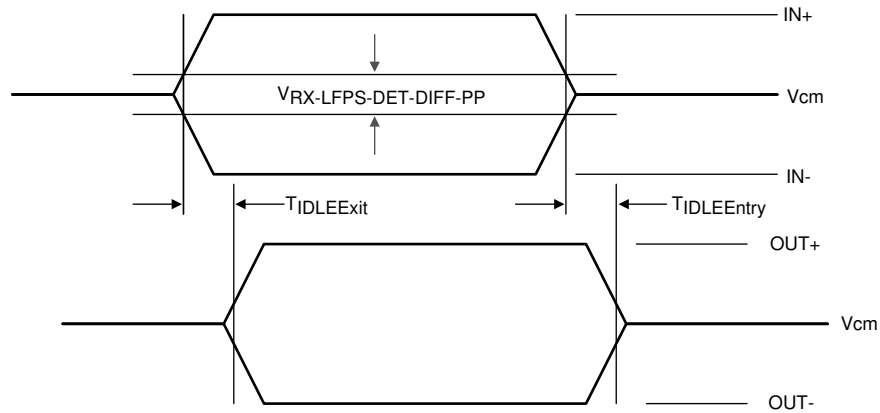 IN+
VRX-LFPS-DET-DIFF-PP
Vcm
IN-
TIDLEExit
TIDLEEntry
OUT+
Vcm
OUT-